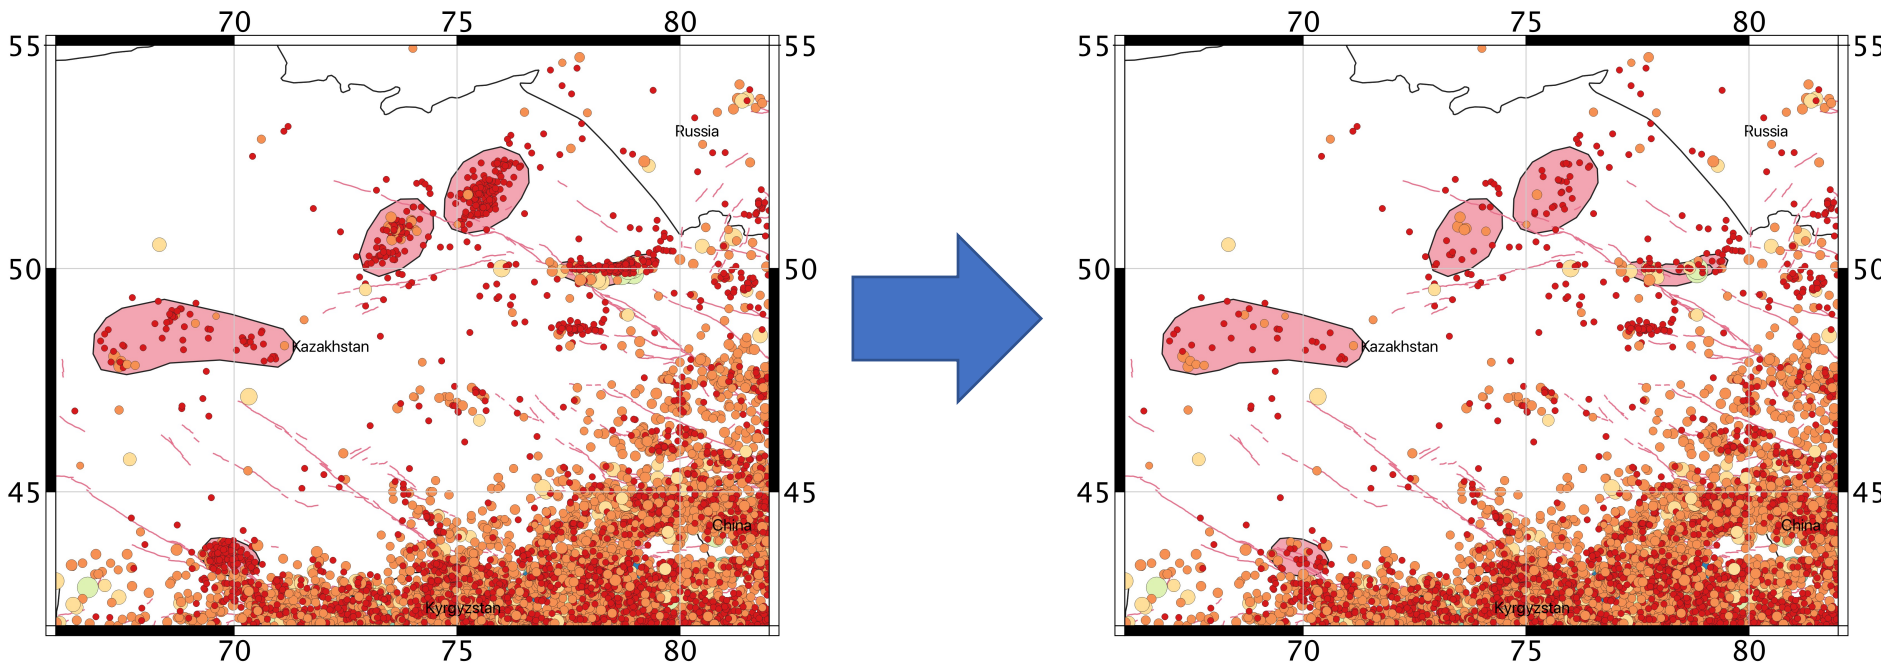 70 75 80 70 75 80
55 55 55 55
Russia Russia
50 50 50 50
Kazakhstan Kazakhstan
45 45 45 45
China China
Kyrgyzstan Kyrgyzstan
70 75 80 70 75 80